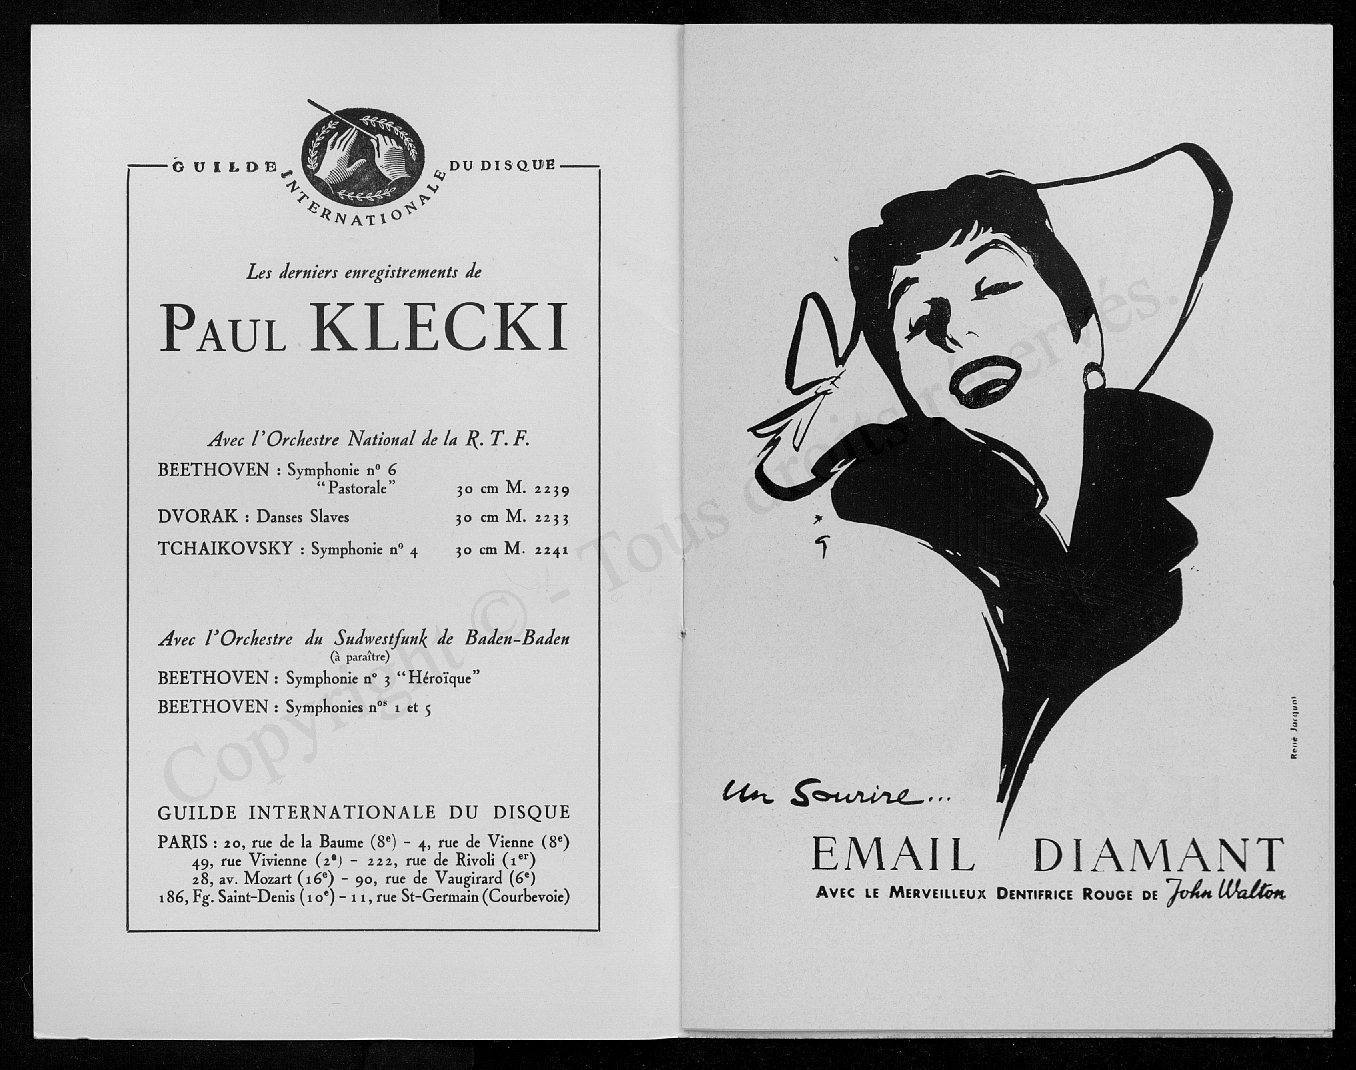 GUILDE INTERNATIONALE DU DISQUE
Les derniers enregistrements de
PAUL KLECKI
Avec l'Orchestre National de la R. T. F.
BEETHOVEN : Symphonie nº 6
“Pastorale” 30 cm M. 2239
DVORAK : Danses Slaves 30 cm M. 2233
TCHAIKOVSKY : Symphonie nº 4 30 cm M. 2241
Avec l'Orchestre du Sudwestfunk de Baden-Baden
(à paraître)
BEETHOVEN : Symphonie nº 3 “Héroïque”
BEETHOVEN : Symphonies nos 1 et 5
GUILDE INTERNATIONALE DU DISQUE
PARIS : 20, rue de la Baume (8e) - 4, rue de Vienne (8e)
49, rue Vivienne (2e) - 222, rue de Rivoli (1er)
28, av. Mozart (16e) - 90, rue de Vaugirard (6e)
186, Fg. Saint-Denis (10e) - 11, rue St-Germain (Courbevoie)
Un Sourire...
EMAIL DIAMANT
AVEC LE MERVEILLEUX DENTIFRICE ROUGE DE John Walton
René Jacquot
Copyright © - Tous droits réservés.